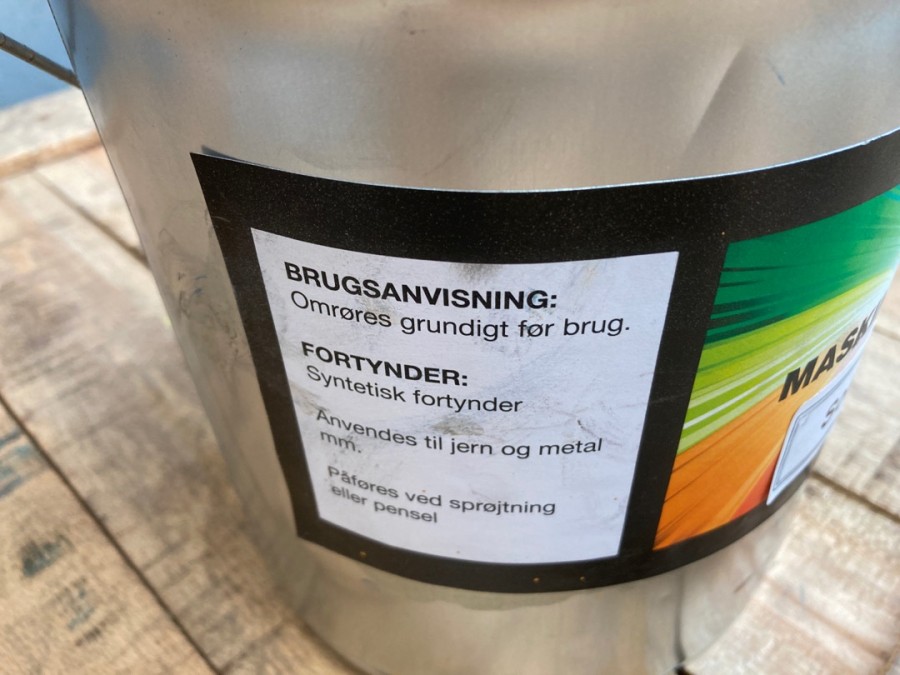 BRUGSANVISNING:
Omrøres grundigt før brug.
FORTYNDER:
Syntetisk fortynder
Anvendes til jern og metal
mm.
Påføres ved sprøjtning
eller pensel